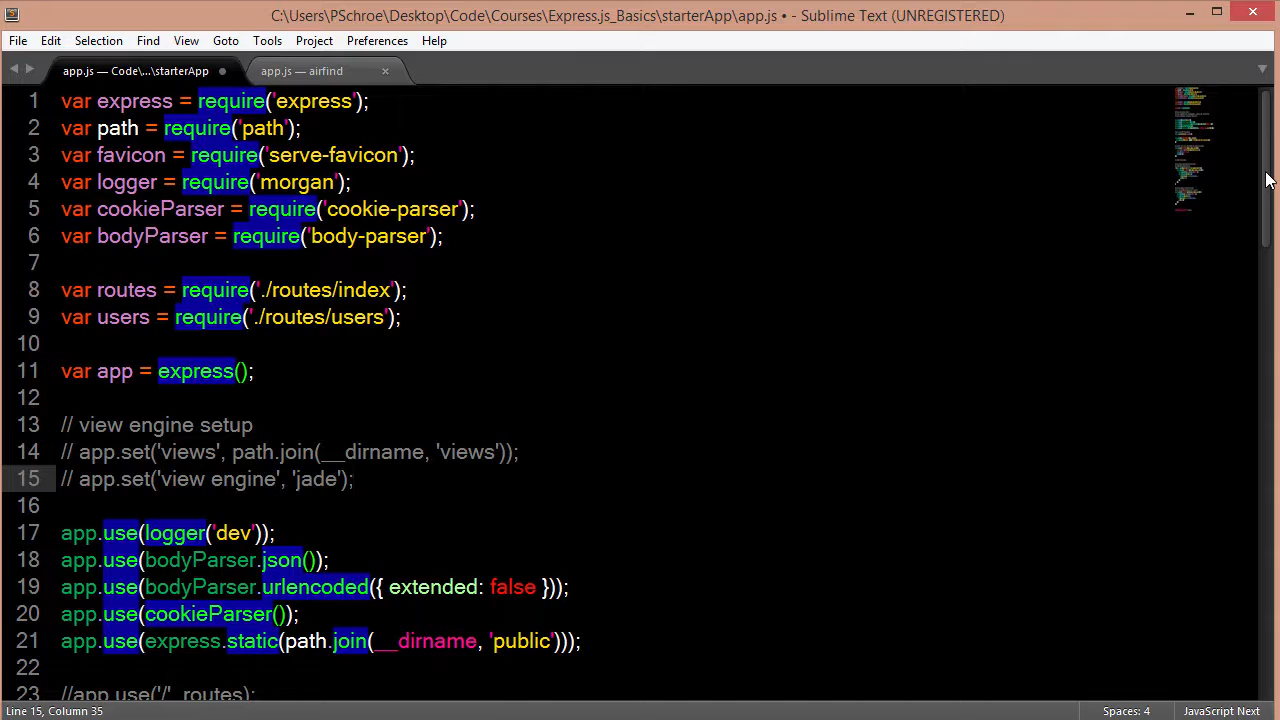 C:\Users\PSchroe\Desktop\Code\Courses\Express.js_Basics\starterApp\app.js • - Sublime Text (UNREGISTERED)
File Edit Selection Find View Goto Tools Project Preferences Help
app.js — Code\...\starterApp app.js — airfind
1 var express = require('express');
2 var path = require('path');
3 var favicon = require('serve-favicon');
4 var logger = require('morgan');
5 var cookieParser = require('cookie-parser');
6 var bodyParser = require('body-parser');
7
8 var routes = require('./routes/index');
9 var users = require('./routes/users');
10
11 var app = express();
12
13 // view engine setup
14 // app.set('views', path.join(__dirname, 'views'));
15 // app.set('view engine', 'jade');
16
17 app.use(logger('dev'));
18 app.use(bodyParser.json());
19 app.use(bodyParser.urlencoded({ extended: false }));
20 app.use(cookieParser());
21 app.use(express.static(path.join(__dirname, 'public')));
22
23 //app.use('/', routes);
Line 15, Column 35 Spaces: 4 JavaScript Next